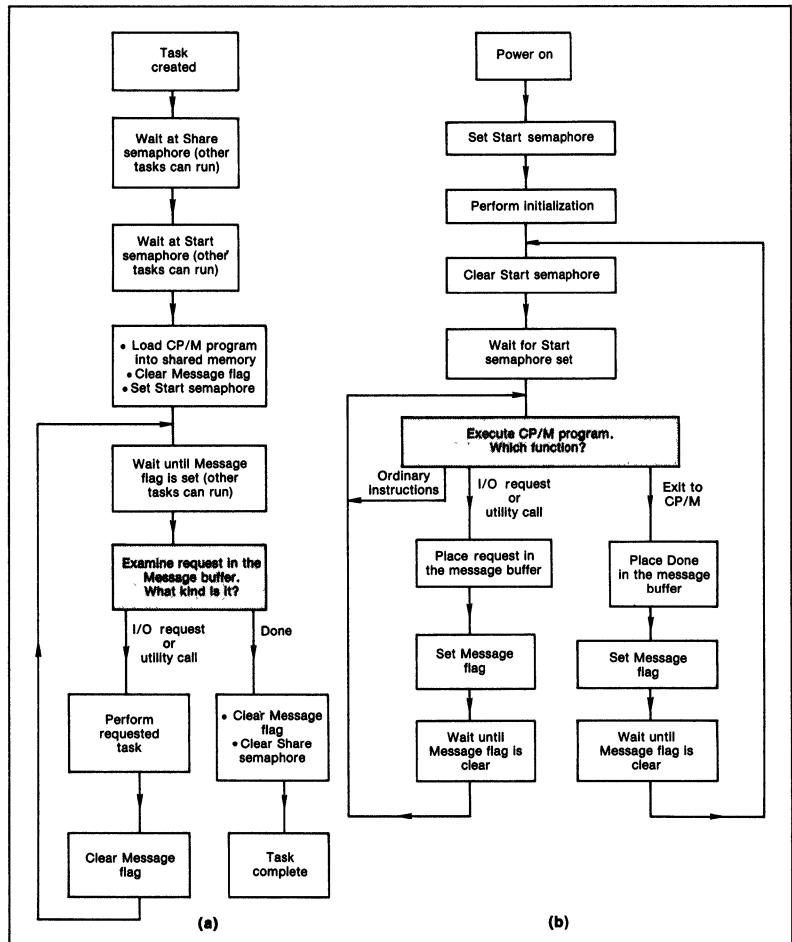 Task
created
Wait at Share
semaphore (other
tasks can run)
Wait at Start
semaphore (other
tasks can run)
• Load CP/M program
into shared memory
• Clear Message flag
• Set Start semaphore
Wait until Message
flag is set (other
tasks can run)
Examine request in the
Message buffer.
What kind is it?
I/O request
or
utility call
Done
Perform
requested
task
• Clear Message
flag
• Clear Share
semaphore
Clear Message
flag
Task
complete
(a)
Power on
Set Start semaphore
Perform initialization
Clear Start semaphore
Wait for Start
semaphore set
Execute CP/M program.
Which function?
Ordinary
Instructions
I/O request
or
utility call
Exit to
CP/M
Place request in
the message buffer
Place Done
in the message
buffer
Set Message
flag
Set Message
flag
Wait until
Message flag is
clear
Wait until
Message flag is
clear
(b)